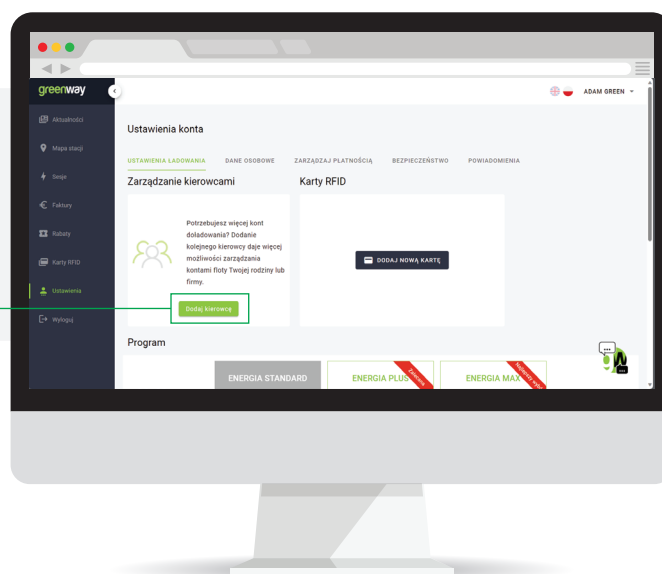 greenway
ADAM GREEN
Aktualności
Mapa stacji
Sesje
Faktury
Rabaty
Karty RFID
Ustawienia
Wyloguj
Ustawienia konta
USTAWIENIA ŁADOWANIA DANE OSOBOWE ZARZĄDZAJ PŁATNOŚCIĄ BEZPIECZEŃSTWO POWIADOMIENIA
Zarządzanie kierowcami
Potrzebujesz więcej kont
doładowania? Dodanie
kolejnego kierowcy daje więcej
możliwości zarządzania
kontami floty Twojej rodziny lub
firmy.
Dodaj kierowcę
Karty RFID
DODAJ NOWĄ KARTĘ
Program
ENERGIA STANDARD
ENERGIA PLUS
ENERGIA MAX
Najlepszy wybór